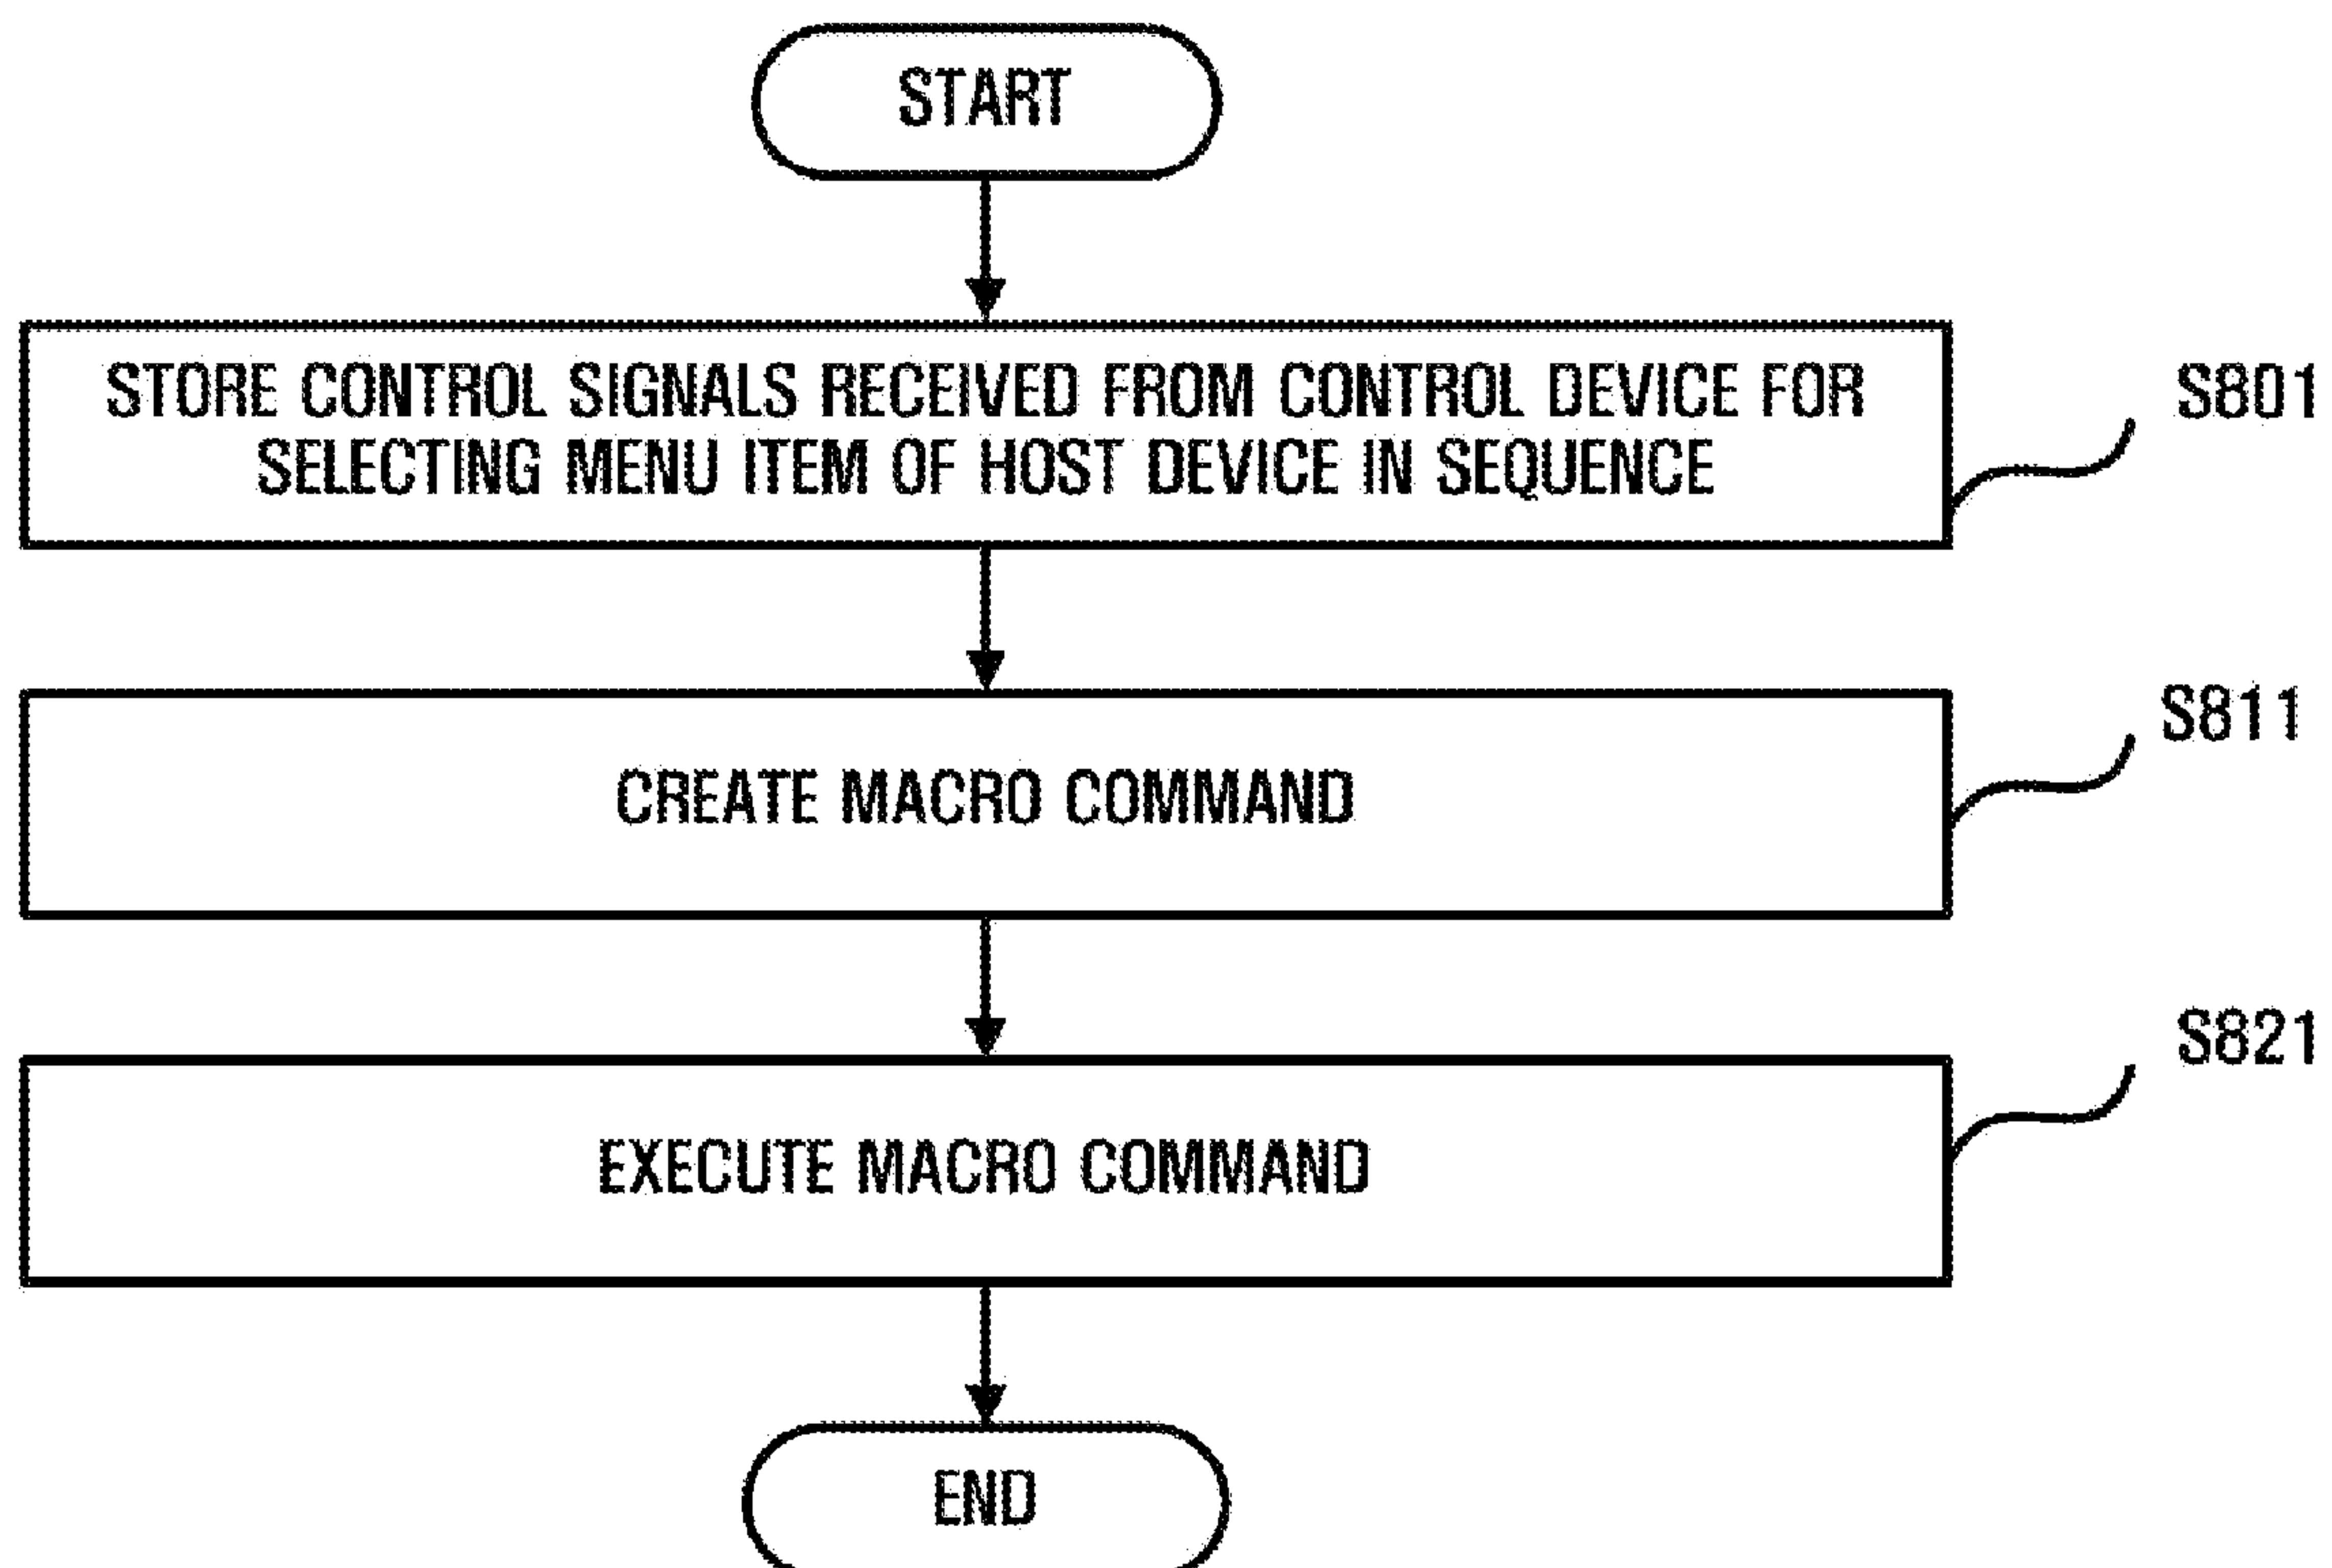 START
STORE CONTROL SIGNALS RECEIVED FROM CONTROL DEVICE FOR
SELECTING MENU ITEM OF HOST DEVICE IN SEQUENCE
S801
CREATE MACRO COMMAND
S811
EXECUTE MACRO COMMAND
S821
END